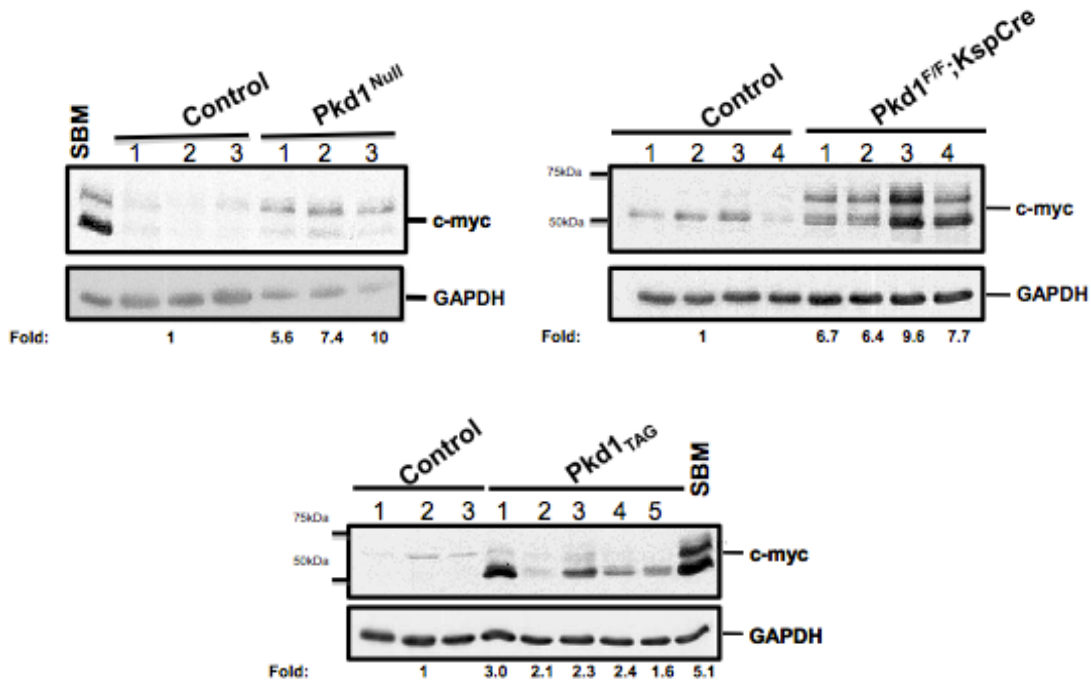 SBM Control Pkd1Null
1 2 3 1 2 3
c-myc
GAPDH
Fold: 1 5.6 7.4 10
Control Pkd1F/F;KspCre
1 2 3 4 1 2 3 4
75kDa
c-myc
50kDa
GAPDH
Fold: 1 6.7 6.4 9.6 7.7
Control Pkd1TAG SBM
1 2 3 1 2 3 4 5
75kDa
c-myc
50kDa
GAPDH
Fold: 1 3.0 2.1 2.3 2.4 1.6 5.1